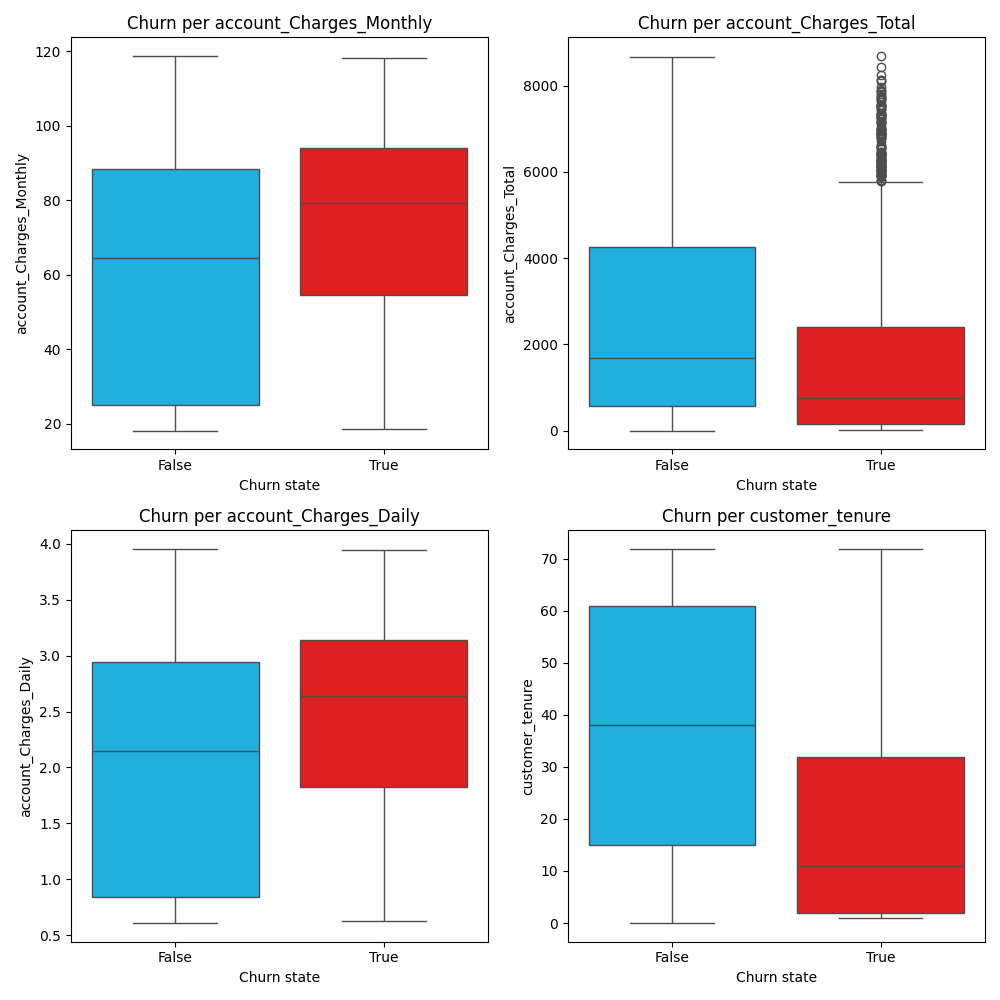 Churn per account_Charges_Monthly
account_Charges_Monthly
120
100
80
60
40
20
False
True
Churn state
Churn per account_Charges_Total
account_Charges_Total
8000
6000
4000
2000
0
False
True
Churn state
Churn per account_Charges_Daily
account_Charges_Daily
4.0
3.5
3.0
2.5
2.0
1.5
1.0
0.5
False
True
Churn state
Churn per customer_tenure
customer_tenure
70
60
50
40
30
20
10
0
False
True
Churn state